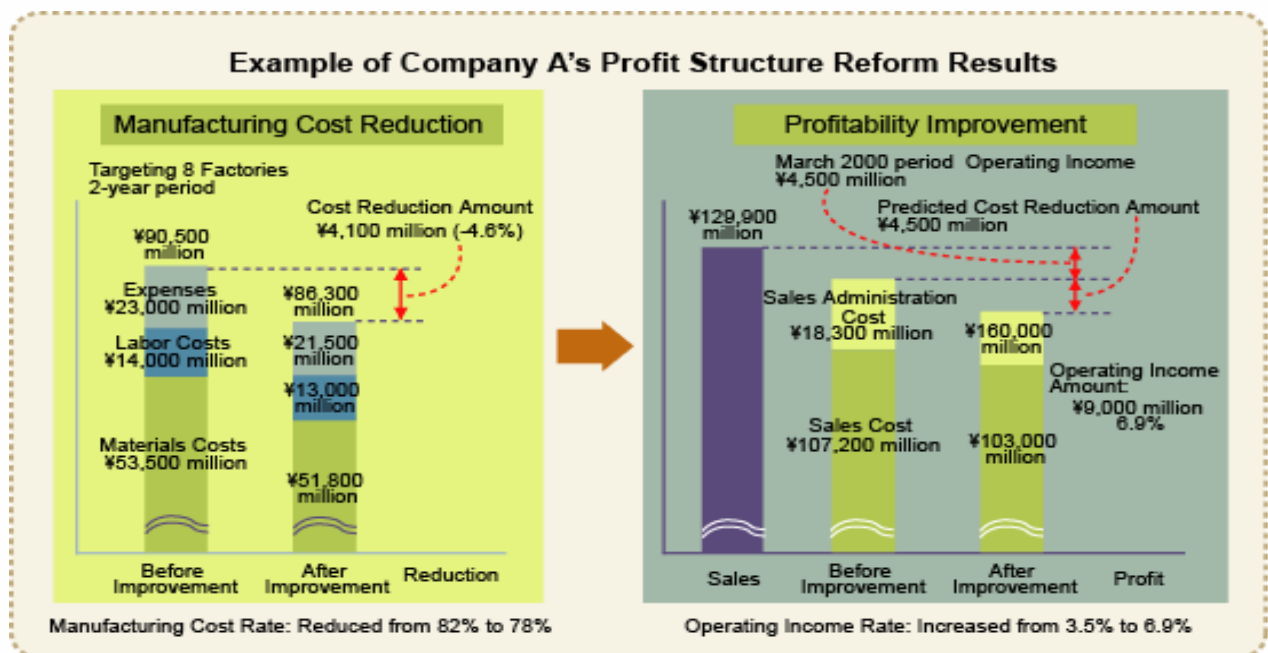 Example of Company A's Profit Structure Reform Results
Manufacturing Cost Reduction
Targeting 8 Factories
2-year period
Cost Reduction Amount
¥4,100 million (-4.6%)
¥90,500
million
Expenses
¥23,000 million
Labor Costs
¥14,000 million
Materials Costs
¥53,500 million
¥86,300
million
¥21,500
million
¥13,000
million
¥51,800
million
Before
Improvement
After
Improvement
Reduction
Manufacturing Cost Rate: Reduced from 82% to 78%
Profitability Improvement
March 2000 period Operating Income
¥4,500 million
Predicted Cost Reduction Amount
¥4,500 million
¥129,900
million
Sales Administration
Cost
¥18,300 million
Sales Cost
¥107,200 million
¥160,000
million
¥103,000
million
Operating Income
Amount:
¥9,000 million
6.9%
Sales
Before
Improvement
After
Improvement
Profit
Operating Income Rate: Increased from 3.5% to 6.9%